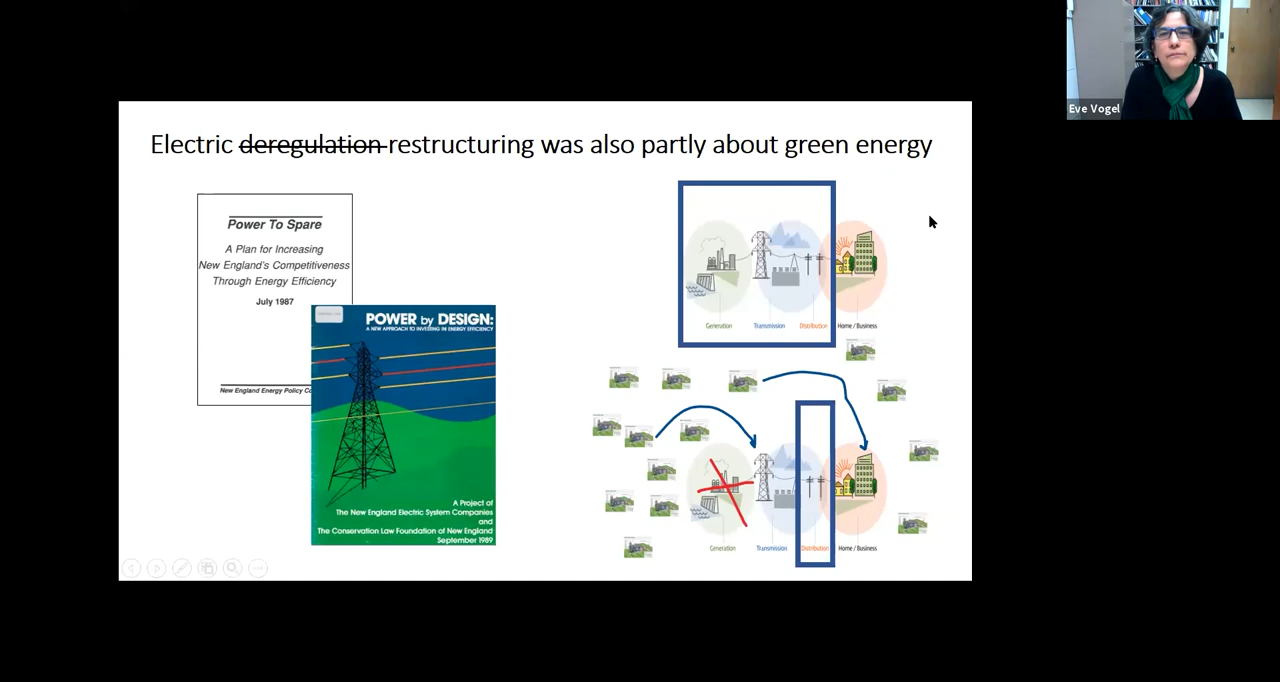 Eve Vogel
Electric deregulation restructuring was also partly about green energy
Power To Spare
A Plan for Increasing
New England's Competitiveness
Through Energy Efficiency
July 1987
New England Energy Policy
POWER by DESIGN:
A NEW APPROACH TO INVESTING IN ENERGY EFFICIENCY
A Project of
The New England Electric System Companies
and
The Conservation Law Foundation of New England
September 1989
Generation Transmission Distribution Home / Business
Generation Transmission Distribution Home / Business